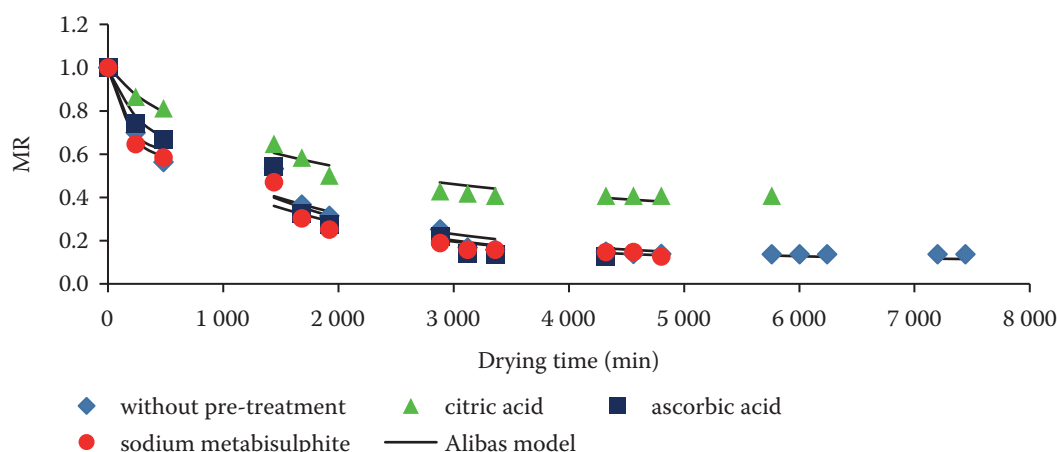 1.2
1.0
0.8
0.6
0.4
0.2
0.0
MR
0 1 000 2 000 3 000 4 000 5 000 6 000 7 000 8 000
Drying time (min)
without pre-treatment citric acid ascorbic acid
sodium metabisulphite Alibas model